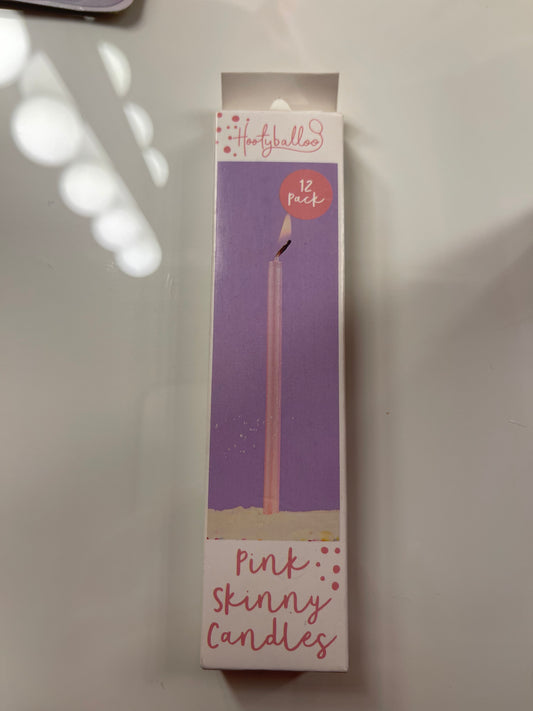 Hootyballoo
12
Pack
Pink
Skinny
Candles